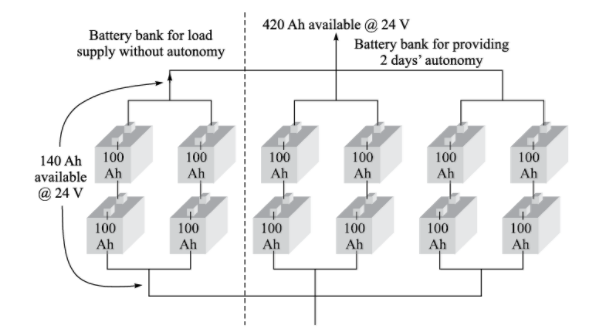 Battery bank for load
supply without autonomy
420 Ah available @ 24 V
Battery bank for providing
2 days' autonomy
140 Ah
available
@ 24 V
100
Ah
100
Ah
100
Ah
100
Ah
100
Ah
100
Ah
100
Ah
100
Ah
100
Ah
100
Ah
100
Ah
100
Ah